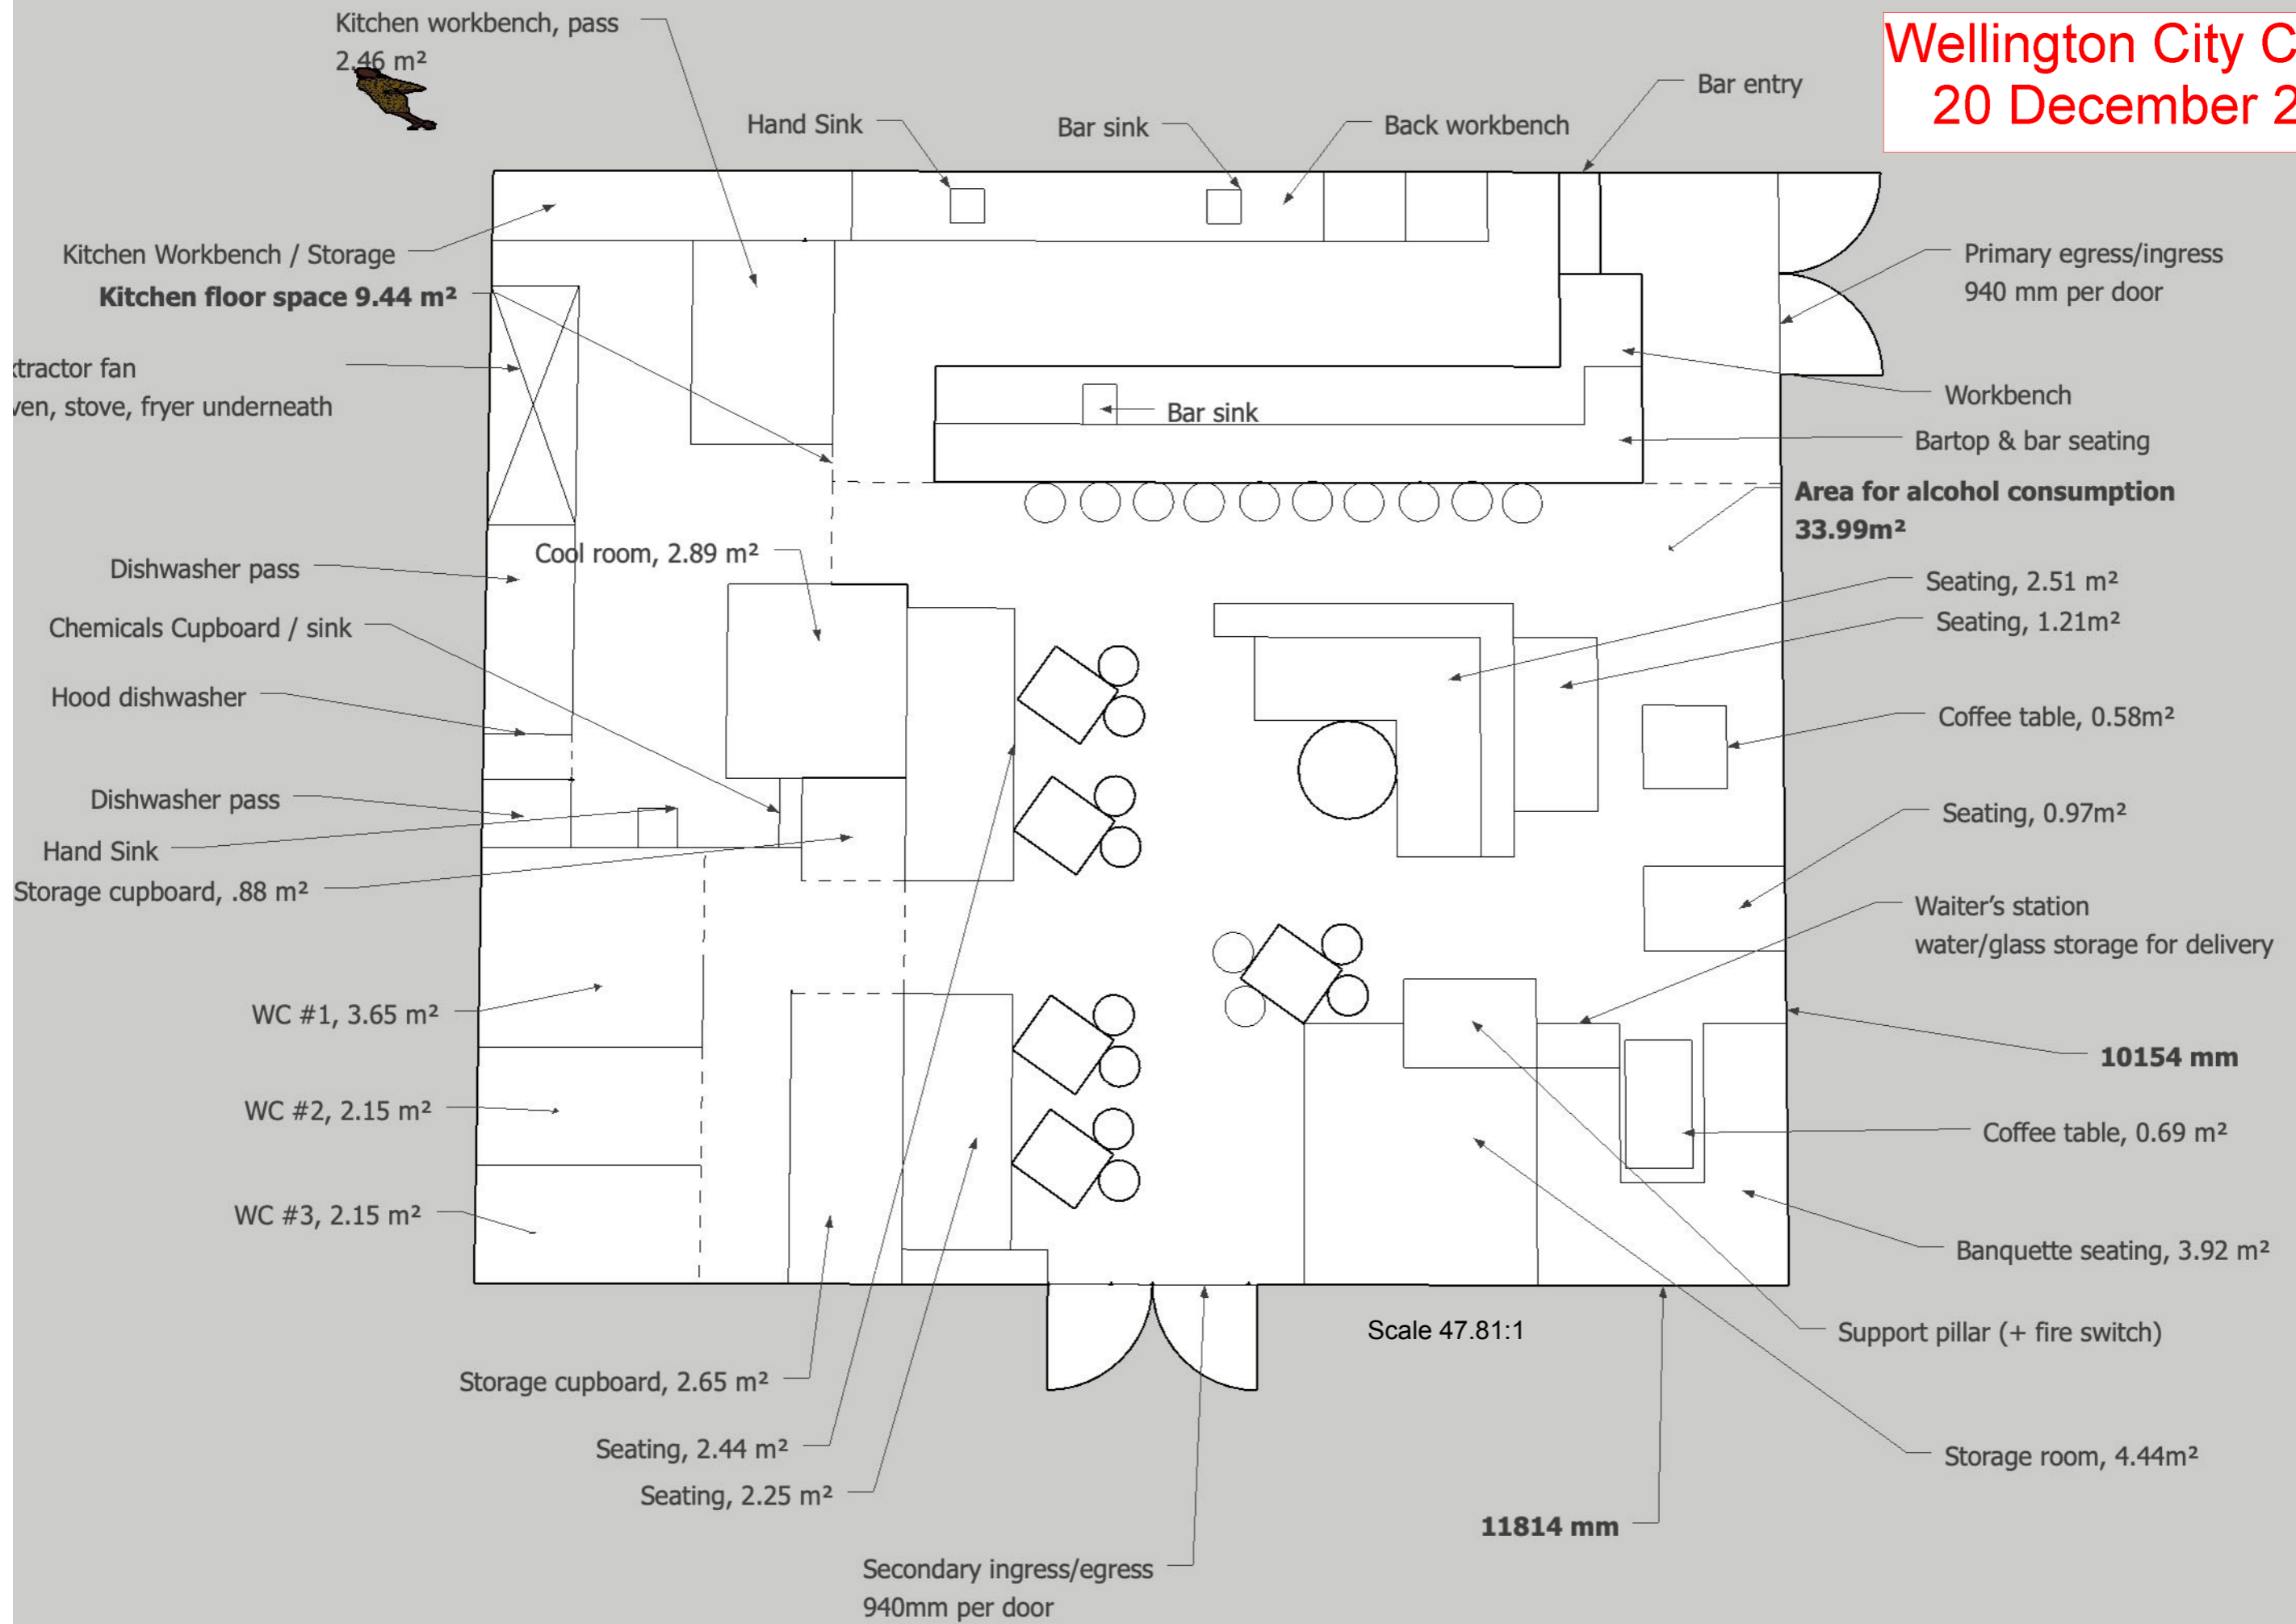 Kitchen workbench, pass
2.46 m²
Wellington City C
20 December 2
Bar entry
Hand Sink
Bar sink
Back workbench
Kitchen Workbench / Storage
Kitchen floor space 9.44 m²
Primary egress/ingress
940 mm per door
xtractor fan
ven, stove, fryer underneath
Workbench
Bar sink
Bartop & bar seating
Area for alcohol consumption
33.99m²
Cool room, 2.89 m²
Dishwasher pass
Seating, 2.51 m²
Chemicals Cupboard / sink
Seating, 1.21m²
Hood dishwasher
Coffee table, 0.58m²
Dishwasher pass
Seating, 0.97m²
Hand Sink
Storage cupboard, .88 m²
Waiter's station
water/glass storage for delivery
WC #1, 3.65 m²
10154 mm
WC #2, 2.15 m²
Coffee table, 0.69 m²
WC #3, 2.15 m²
Banquette seating, 3.92 m²
Scale 47.81:1
Support pillar (+ fire switch)
Storage cupboard, 2.65 m²
Seating, 2.44 m²
Storage room, 4.44m²
Seating, 2.25 m²
11814 mm
Secondary ingress/egress
940mm per door